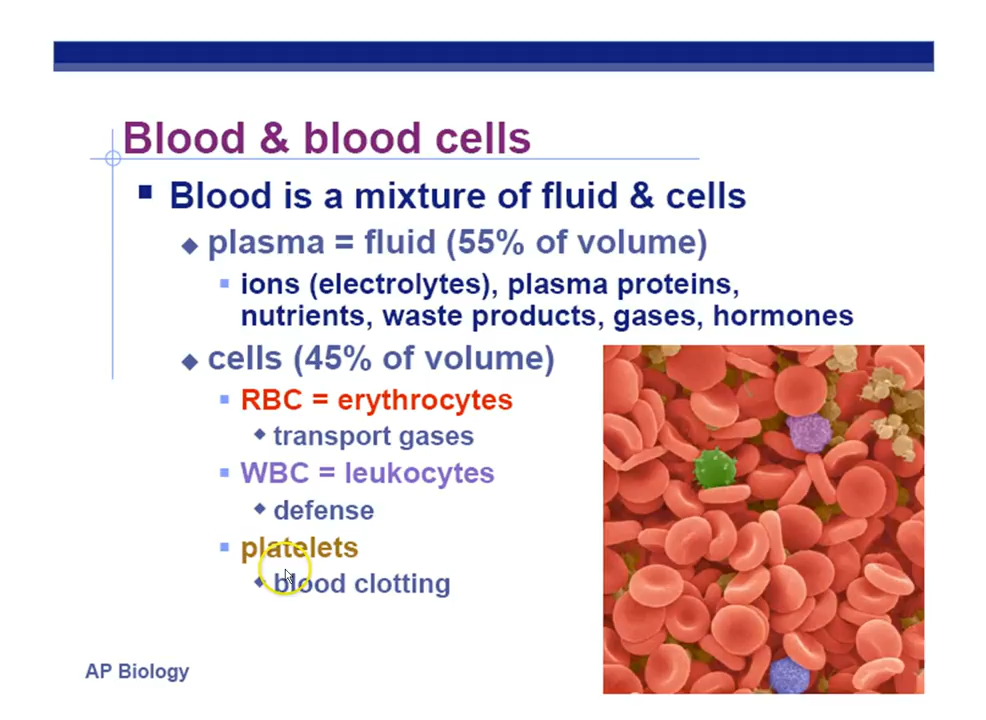 Blood & blood cells
Blood is a mixture of fluid & cells
plasma = fluid (55% of volume)
ions (electrolytes), plasma proteins,
nutrients, waste products, gases, hormones
cells (45% of volume)
RBC = erythrocytes
transport gases
WBC = leukocytes
defense
platelets
blood clotting
AP Biology